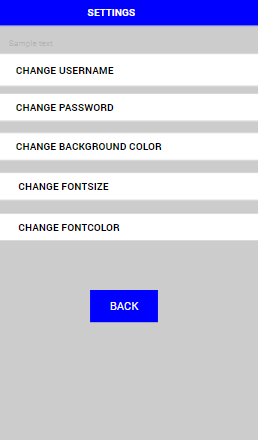 SETTINGS
Sample text
CHANGE USERNAME
CHANGE PASSWORD
CHANGE BACKGROUND COLOR
CHANGE FONTSIZE
CHANGE FONTCOLOR
BACK